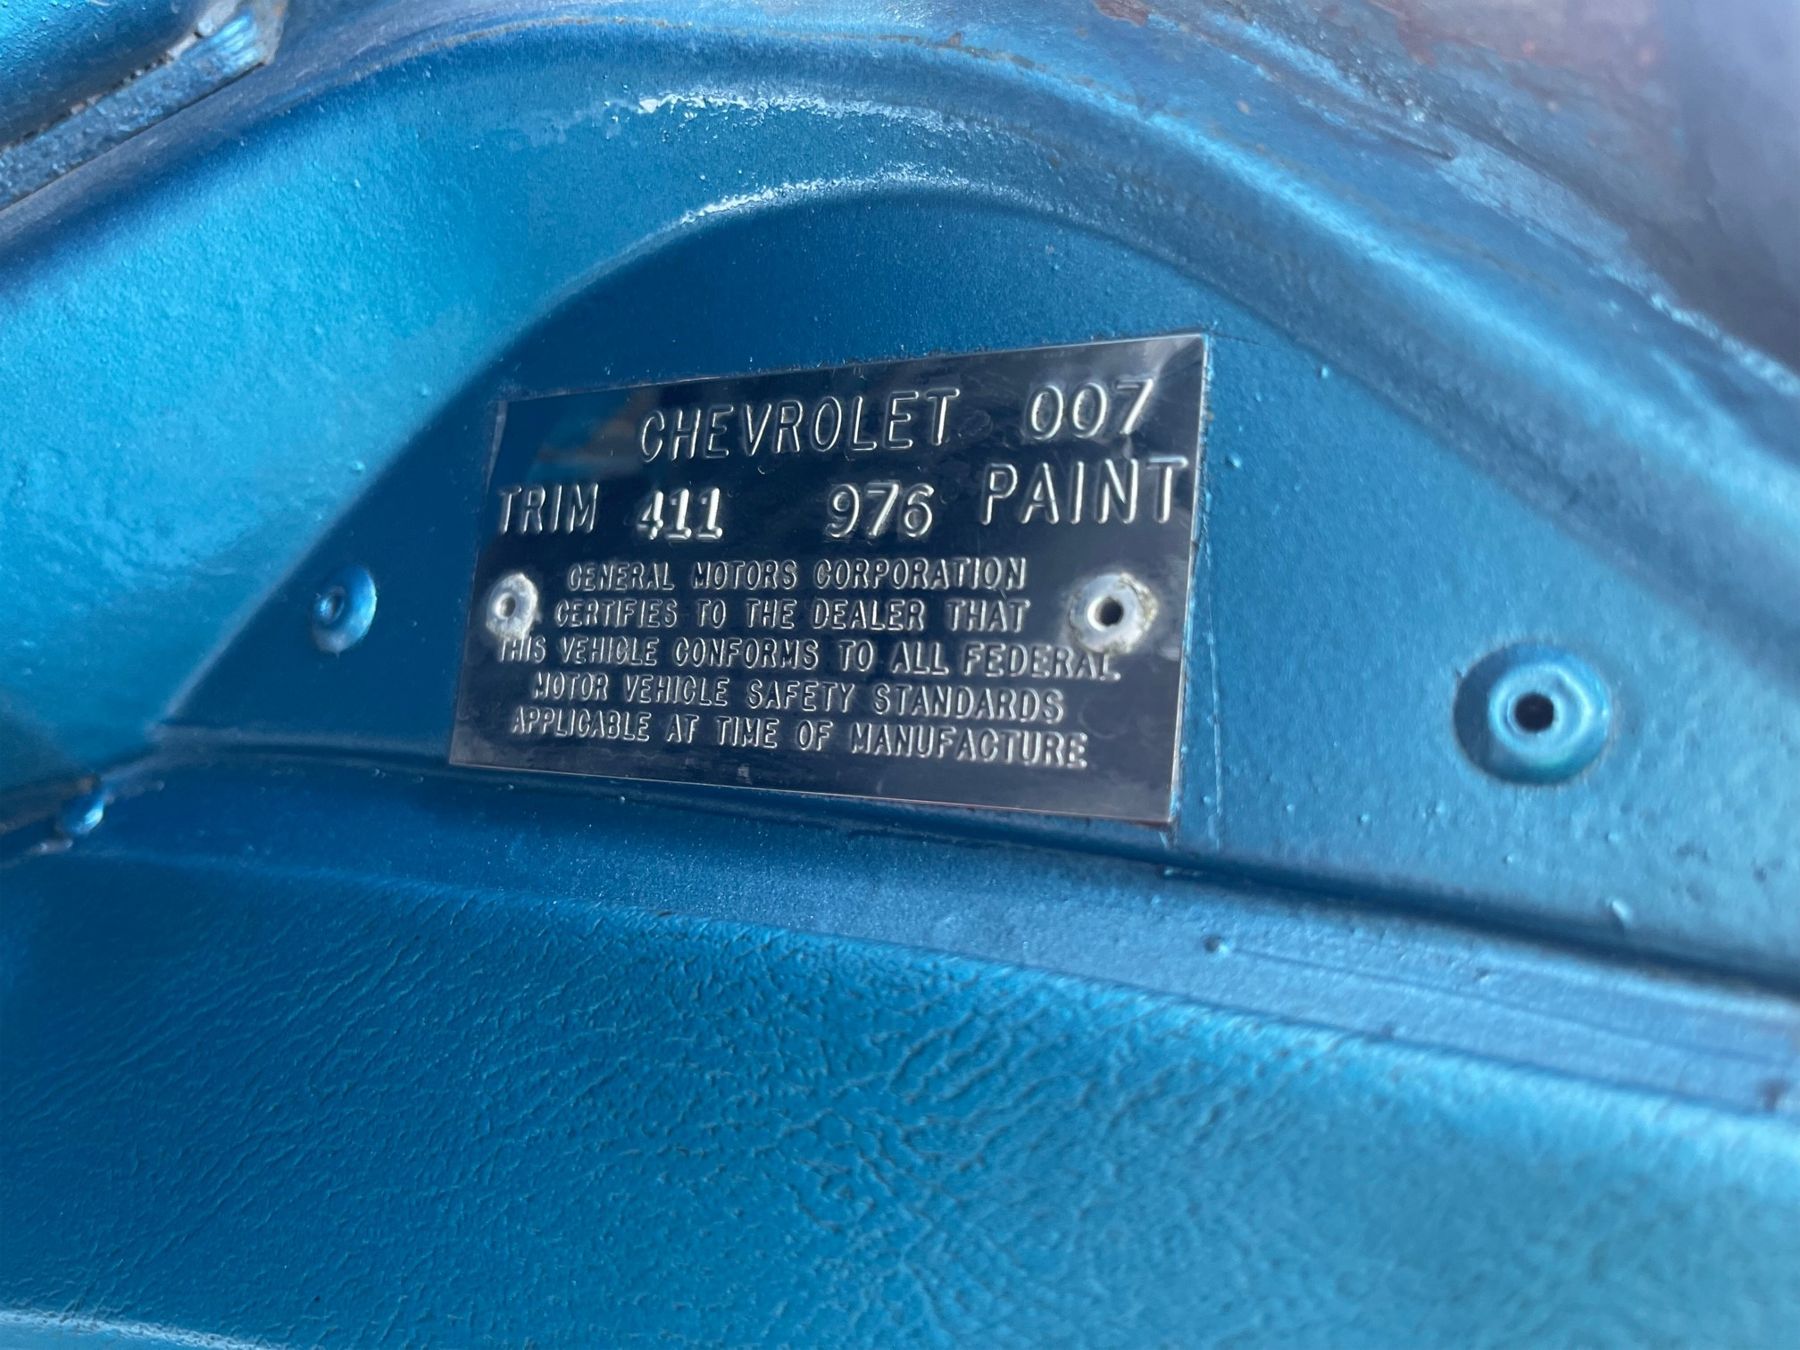 CHEVROLET 007
TRIM 411 976 PAINT
GENERAL MOTORS CORPORATION
CERTIFIES TO THE DEALER THAT
THIS VEHICLE CONFORMS TO ALL FEDERAL
MOTOR VEHICLE SAFETY STANDARDS
APPLICABLE AT TIME OF MANUFACTURE